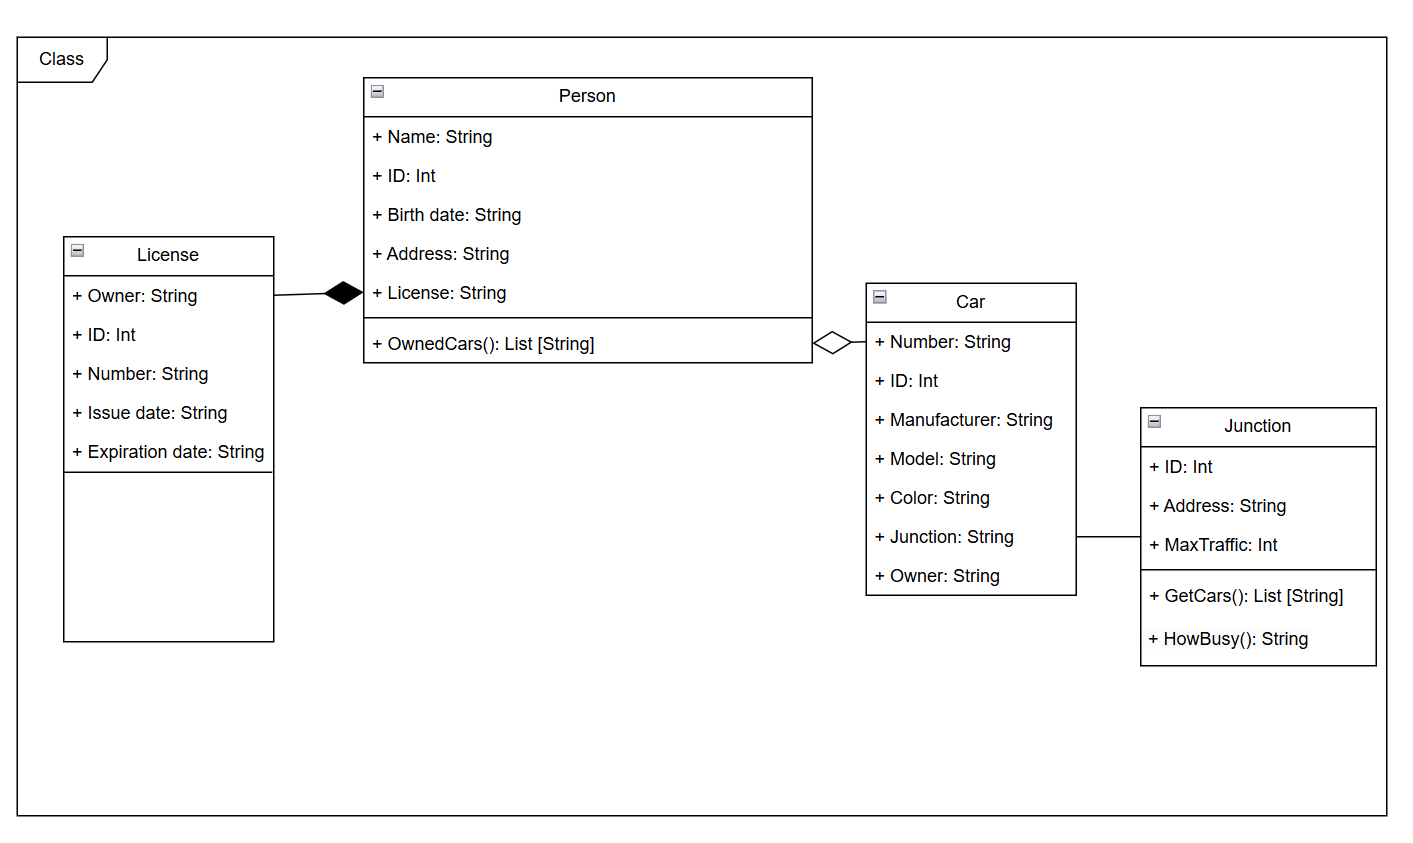 Class
Person
+ Name: String
+ ID: Int
+ Birth date: String
+ Address: String
+ License: String
+ OwnedCars(): List [String]
License
+ Owner: String
+ ID: Int
+ Number: String
+ Issue date: String
+ Expiration date: String
Car
+ Number: String
+ ID: Int
+ Manufacturer: String
+ Model: String
+ Color: String
+ Junction: String
+ Owner: String
Junction
+ ID: Int
+ Address: String
+ MaxTraffic: Int
+ GetCars(): List [String]
+ HowBusy(): String